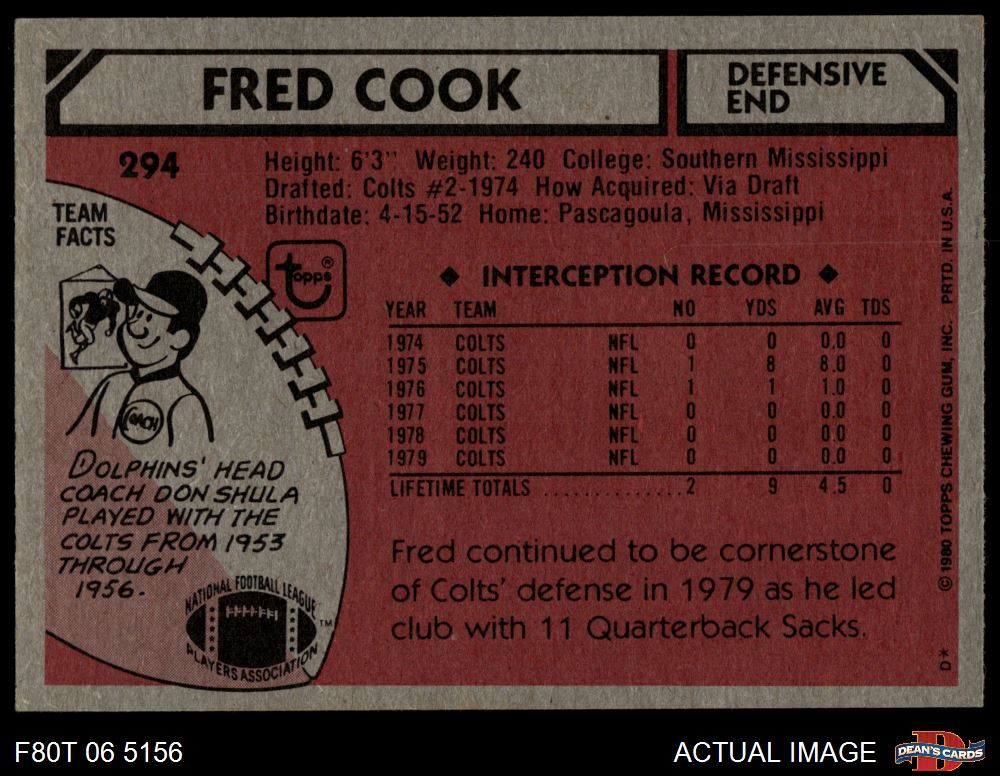 FRED COOK
DEFENSIVE
END
294
Height: 6'3" Weight: 240 College: Southern Mississippi
Drafted: Colts #2-1974 How Acquired: Via Draft
Birthdate: 4-15-52 Home: Pascagoula, Mississippi
TEAM
FACTS
topps®
COACH
DOLPHINS' HEAD
COACH DON SHULA
PLAYED WITH THE
COLTS FROM 1953
THROUGH
1956.
NATIONAL FOOTBALL LEAGUE
PLAYERS ASSOCIATION
TM
◆ INTERCEPTION RECORD ◆
YEAR TEAM NO YDS AVG TDS
1974 COLTS NFL 0 0 0.0 0
1975 COLTS NFL 1 8 8.0 0
1976 COLTS NFL 1 1 1.0 0
1977 COLTS NFL 0 0 0.0 0
1978 COLTS NFL 0 0 0.0 0
1979 COLTS NFL 0 0 0.0 0
LIFETIME TOTALS ..............2 9 4.5 0
Fred continued to be cornerstone
of Colts' defense in 1979 as he led
club with 11 Quarterback Sacks.
D* © 1980 TOPPS CHEWING GUM, INC. PRTD. IN U.S.A.
F80T 06 5156
ACTUAL IMAGE
DEAN'S CARDS